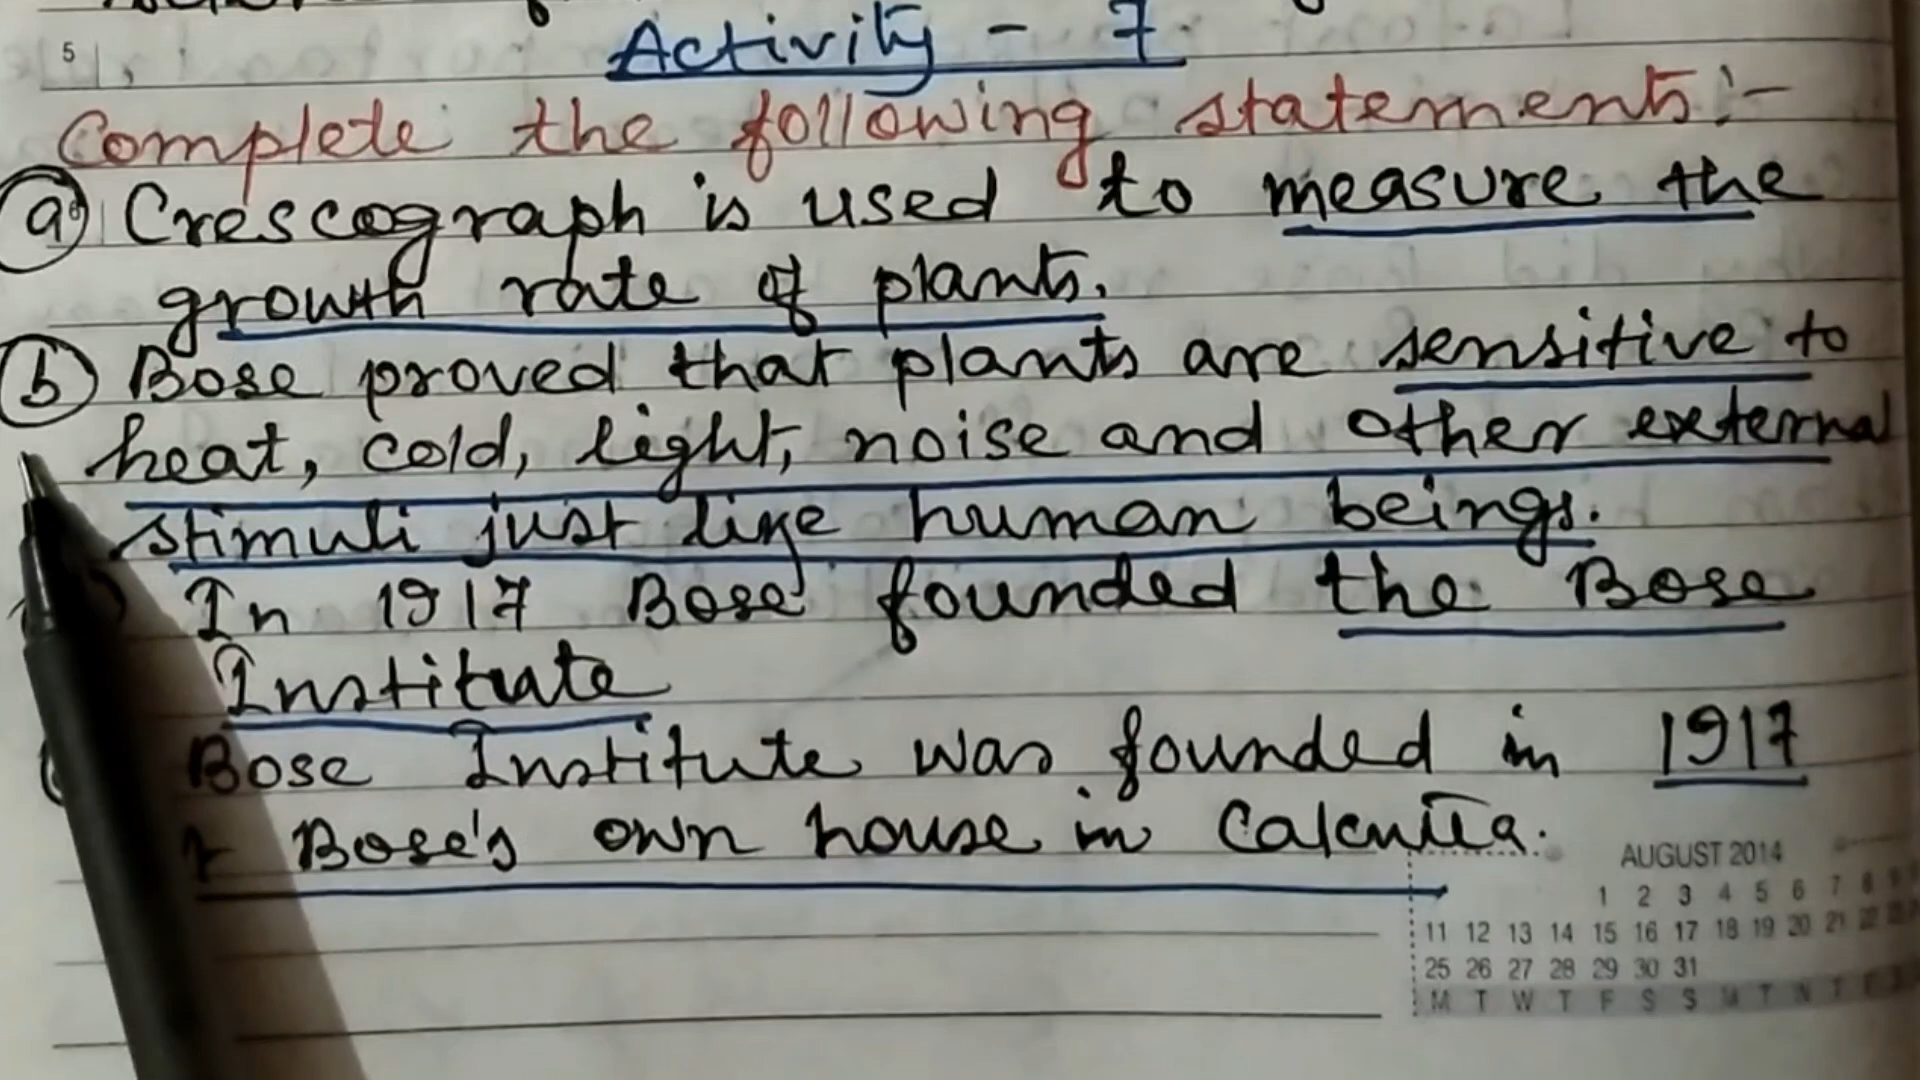 5
Activity - 7
Complete the following statements:-
a) Crescograph is used to measure the
growth rate of plants.
b) Bose proved that plants are sensitive to
heat, cold, light, noise and other external
stimuli just like human beings.
In 1917 Bose founded the Bose
Institute
Bose Institute was founded in 1917
Bose's own house in Calcutta.
AUGUST 2014
1 2 3 4 5 6 7 8 9
11 12 13 14 15 16 17 18 19 20 21 22
25 26 27 28 29 30 31
M T W T F S S M T